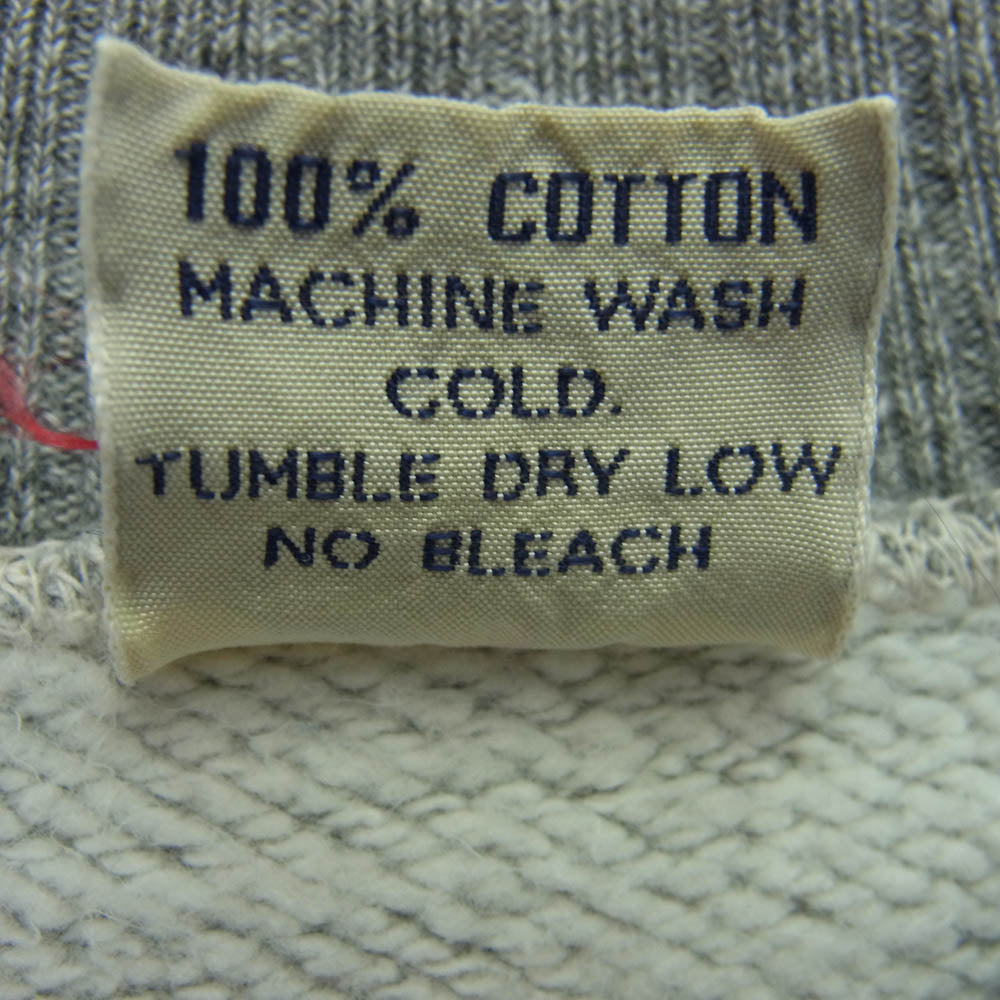 100% COTTON
MACHINE WASH
COLD.
TUMBLE DRY LOW
NO BLEACH